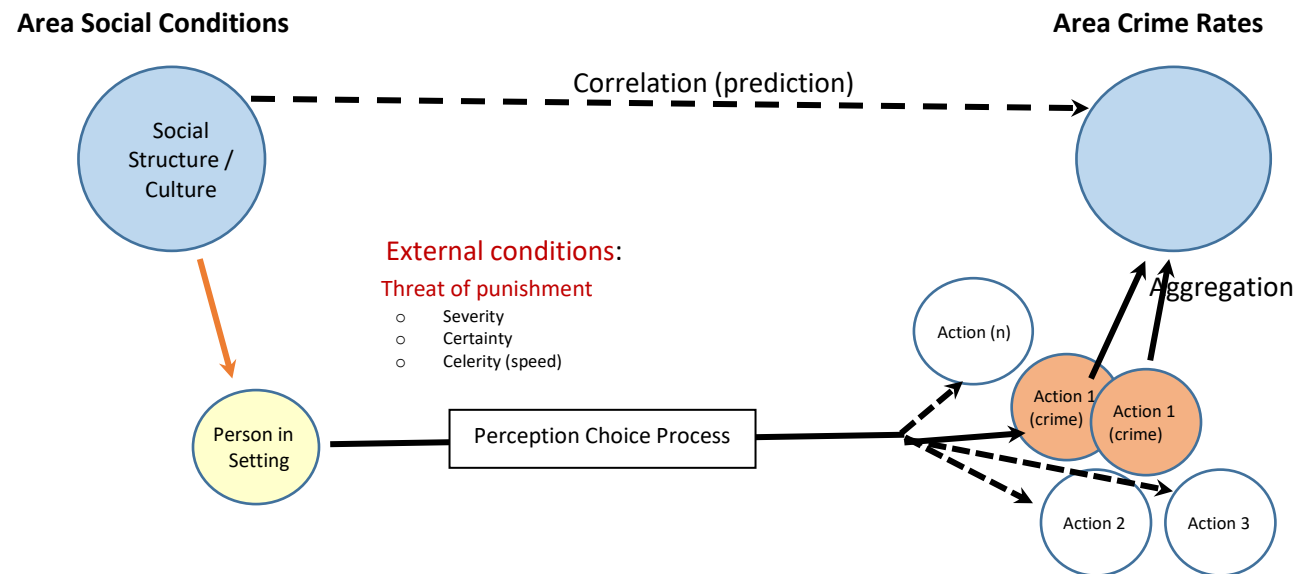 Area Social Conditions
Area Crime Rates
Correlation (prediction)
Social
Structure /
Culture
External conditions:
Threat of punishment
o Severity
o Certainty
o Celerity (speed)
Aggregation
Action (n)
Action 1
(crime)
Action 1
(crime)
Person in
Setting
Perception Choice Process
Action 2
Action 3